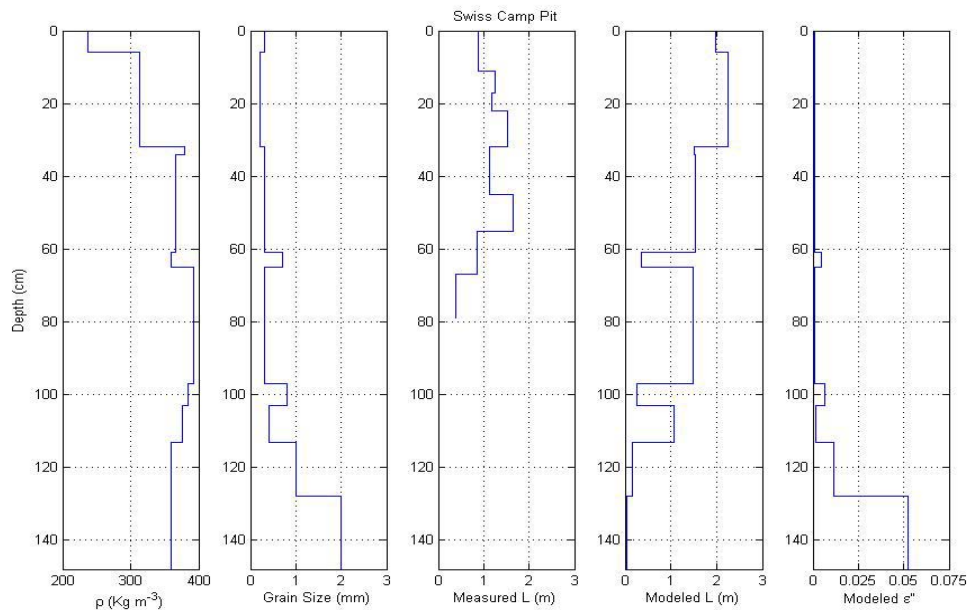 Swiss Camp Pit
0 0 0 0 0
20 20 20 20 20
40 40 40 40 40
60 60 60 60 60
80 80 80 80 80
100 100 100 100 100
120 120 120 120 120
140 140 140 140 140
Depth (cm)
200 300 400
0 1 2 3
0 1 2 3
0 1 2 3
0 0.025 0.05 0.075
ρ (Kg m⁻³)
Grain Size (mm)
Measured L (m)
Modeled L (m)
Modeled ε"